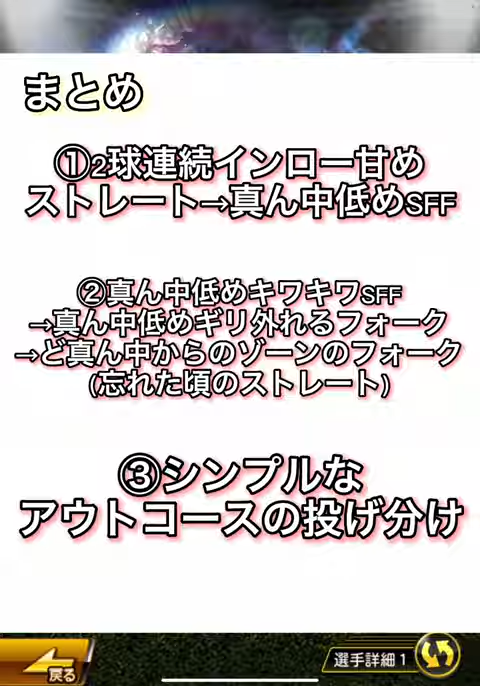 まとめ
①2球連続インロー甘め
ストレート→真ん中低めSFF
②真ん中低めキワキワSFF
→真ん中低めギリ外れるフォーク
→ど真ん中からのゾーンのフォーク
(忘れた頃のストレート)
③シンプルな
アウトコースの投げ分け
戻る
選手詳細1